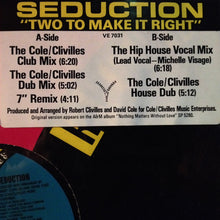 SEDUCTION
"TWO TO MAKE IT RIGHT"
A-Side
VE 7031
B-Side
The Cole/Clivilles
Club Mix (6:20)
The Cole/Clivilles
Dub Mix (5:02)
7" Remix (4:11)
The Hip House Vocal Mix
(Lead Vocal—Michelle Visage)
(6:18)
The Cole/Clivilles
House Dub (5:12)
Produced and Arranged by Robert Clivilles and David Cole for Cole/Clivilles Music Enterprises.
Original version appears on the A&M album "Nothing Matters Without Love" SP 5280.
SEDUCTION